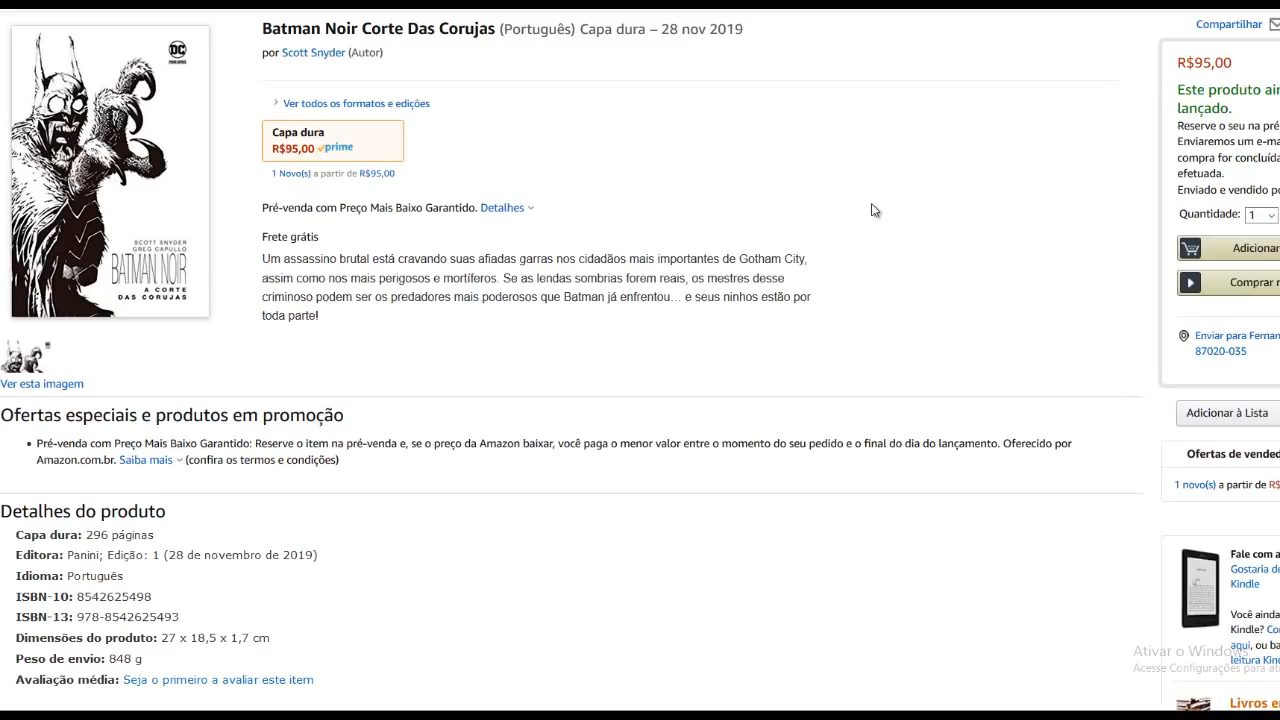 Batman Noir Corte Das Corujas (Português) Capa dura – 28 nov 2019
por Scott Snyder (Autor)
Ver todos os formatos e edições
Capa dura
R$95,00 prime
1 Novo(s) a partir de R$95,00
Pré-venda com Preço Mais Baixo Garantido. Detalhes
Frete grátis
Um assassino brutal está cravando suas afiadas garras nos cidadãos mais importantes de Gotham City,
assim como nos mais perigosos e mortíferos. Se as lendas sombrias forem reais, os mestres desse
criminoso podem ser os predadores mais poderosos que Batman já enfrentou... e seus ninhos estão por
toda parte!
DC
SCOTT SNYDER
GREG CAPULLO
BATMAN NOIR
A CORTE
DAS CORUJAS
Ver esta imagem
Compartilhar
R$95,00
Este produto ain
lançado.
Reserve o seu na pré
Enviaremos um e-ma
compra for concluída
efetuada.
Enviado e vendido po
Quantidade: 1
Adicionar
Comprar
Enviar para Fernan
87020-035
Adicionar à Lista
Ofertas de vended
1 novo(s) a partir de R$
Ofertas especiais e produtos em promoção
Pré-venda com Preço Mais Baixo Garantido: Reserve o item na pré-venda e, se o preço da Amazon baixar, você paga o menor valor entre o momento do seu pedido e o final do dia do lançamento. Oferecido por
Amazon.com.br. Saiba mais (confira os termos e condições)
Detalhes do produto
Capa dura: 296 páginas
Editora: Panini; Edição: 1 (28 de novembro de 2019)
Idioma: Português
ISBN-10: 8542625498
ISBN-13: 978-8542625493
Dimensões do produto: 27 x 18,5 x 1,7 cm
Peso de envio: 848 g
Avaliação média: Seja o primeiro a avaliar este item
Fale com a
Gostaria de
Kindle
Você ainda
Kindle? Co
aqui, ou ba
leitura Kin
Ativar o Windows
Acesse Configurações para ati
Livros e